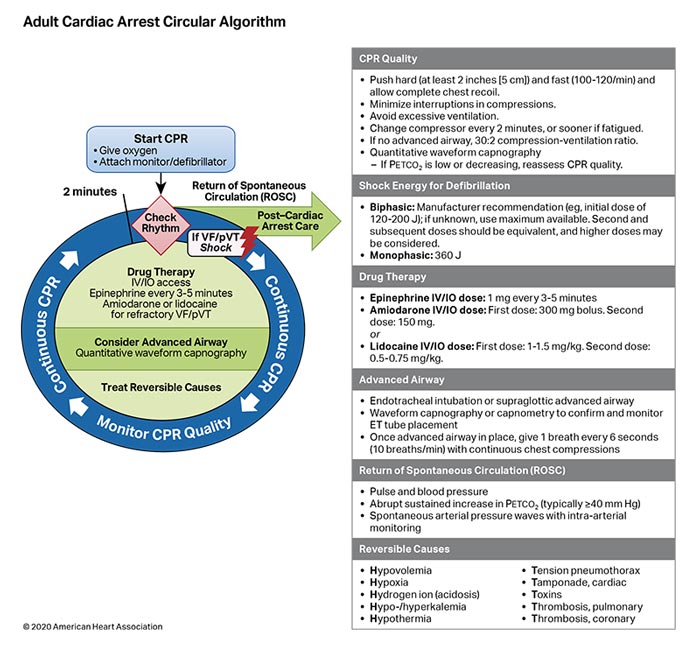 Adult Cardiac Arrest Circular Algorithm
Start CPR
• Give oxygen
• Attach monitor/defibrillator
2 minutes
Return of Spontaneous
Circulation (ROSC)
Check
Rhythm
Post–Cardiac
Arrest Care
If VF/pVT
Shock
Drug Therapy
IV/IO access
Epinephrine every 3-5 minutes
Amiodarone or lidocaine
for refractory VF/pVT
Consider Advanced Airway
Quantitative waveform capnography
Treat Reversible Causes
Continuous CPR
Continuous CPR
Monitor CPR Quality
CPR Quality
• Push hard (at least 2 inches [5 cm]) and fast (100-120/min) and
allow complete chest recoil.
• Minimize interruptions in compressions.
• Avoid excessive ventilation.
• Change compressor every 2 minutes, or sooner if fatigued.
• If no advanced airway, 30:2 compression-ventilation ratio.
• Quantitative waveform capnography
– If PETCO₂ is low or decreasing, reassess CPR quality.
Shock Energy for Defibrillation
• Biphasic: Manufacturer recommendation (eg, initial dose of
120-200 J); if unknown, use maximum available. Second and
subsequent doses should be equivalent, and higher doses may
be considered.
• Monophasic: 360 J
Drug Therapy
• Epinephrine IV/IO dose: 1 mg every 3-5 minutes
• Amiodarone IV/IO dose: First dose: 300 mg bolus. Second
dose: 150 mg.
or
• Lidocaine IV/IO dose: First dose: 1-1.5 mg/kg. Second dose:
0.5-0.75 mg/kg.
Advanced Airway
• Endotracheal intubation or supraglottic advanced airway
• Waveform capnography or capnometry to confirm and monitor
ET tube placement
• Once advanced airway in place, give 1 breath every 6 seconds
(10 breaths/min) with continuous chest compressions
Return of Spontaneous Circulation (ROSC)
• Pulse and blood pressure
• Abrupt sustained increase in PETCO₂ (typically ≥40 mm Hg)
• Spontaneous arterial pressure waves with intra-arterial
monitoring
Reversible Causes
• Hypovolemia
• Hypoxia
• Hydrogen ion (acidosis)
• Hypo-/hyperkalemia
• Hypothermia
• Tension pneumothorax
• Tamponade, cardiac
• Toxins
• Thrombosis, pulmonary
• Thrombosis, coronary
© 2020 American Heart Association